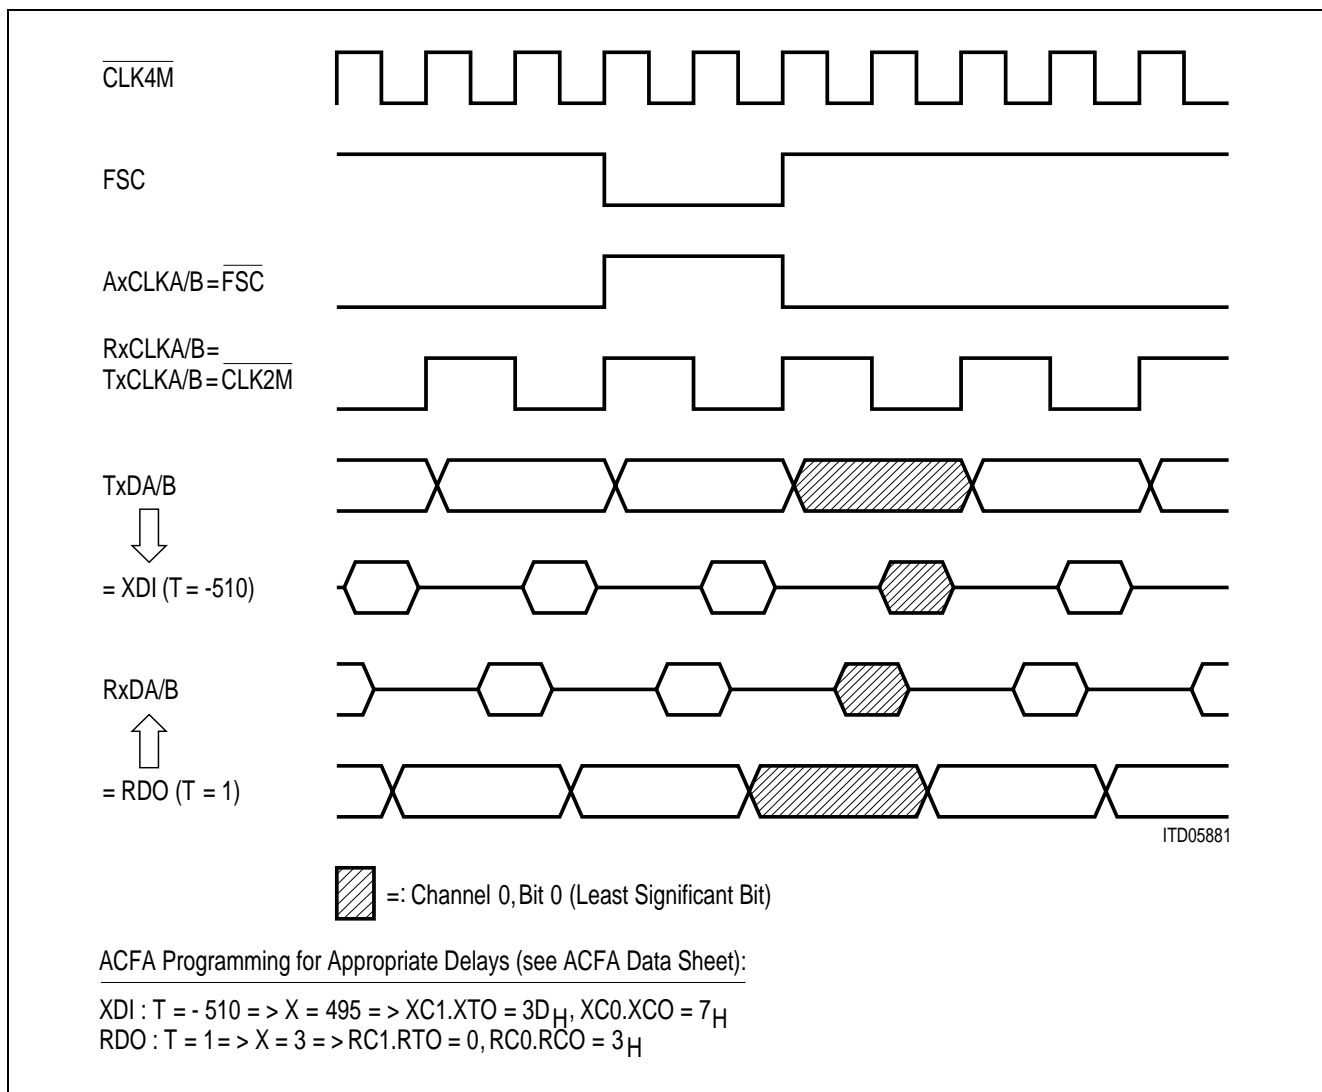 CLK4M
FSC
AxCLKA/B = FSC
RxCLKA/B =
TxCLKA/B = CLK2M
TxDA/B
= XDI (T = -510)
RxDA/B
= RDO (T = 1)
ITD05881
=: Channel 0, Bit 0 (Least Significant Bit)
ACFA Programming for Appropriate Delays (see ACFA Data Sheet):
XDI : T = - 510 = > X = 495 = > XC1.XTO = 3DH, XC0.XCO = 7H
RDO : T = 1 = > X = 3 = > RC1.RTO = 0, RC0.RCO = 3H